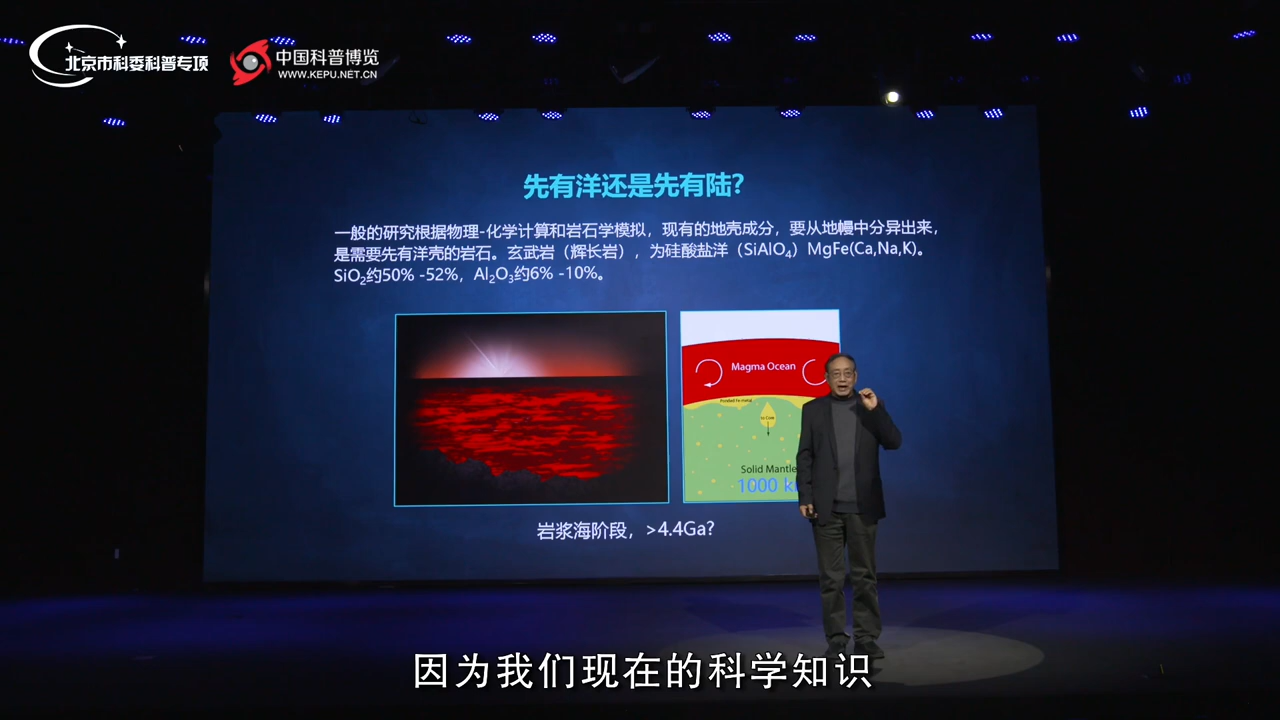 北京市科委科普专项
中国科普博览
WWW.KEPU.NET.CN
先有洋还是先有陆?
一般的研究根据物理-化学计算和岩石学模拟，现有的地壳成分，要从地幔中分异出来，
是需要先有洋壳的岩石。玄武岩（辉长岩），为硅酸盐洋（SiAlO₄）MgFe(Ca,Na,K)。
SiO₂约50% -52%，Al₂O₃约6% -10%。
Magma Ocean
Ponded Fe metal
Solid Mantle
1000 k
岩浆海阶段，>4.4Ga?
因为我们现在的科学知识